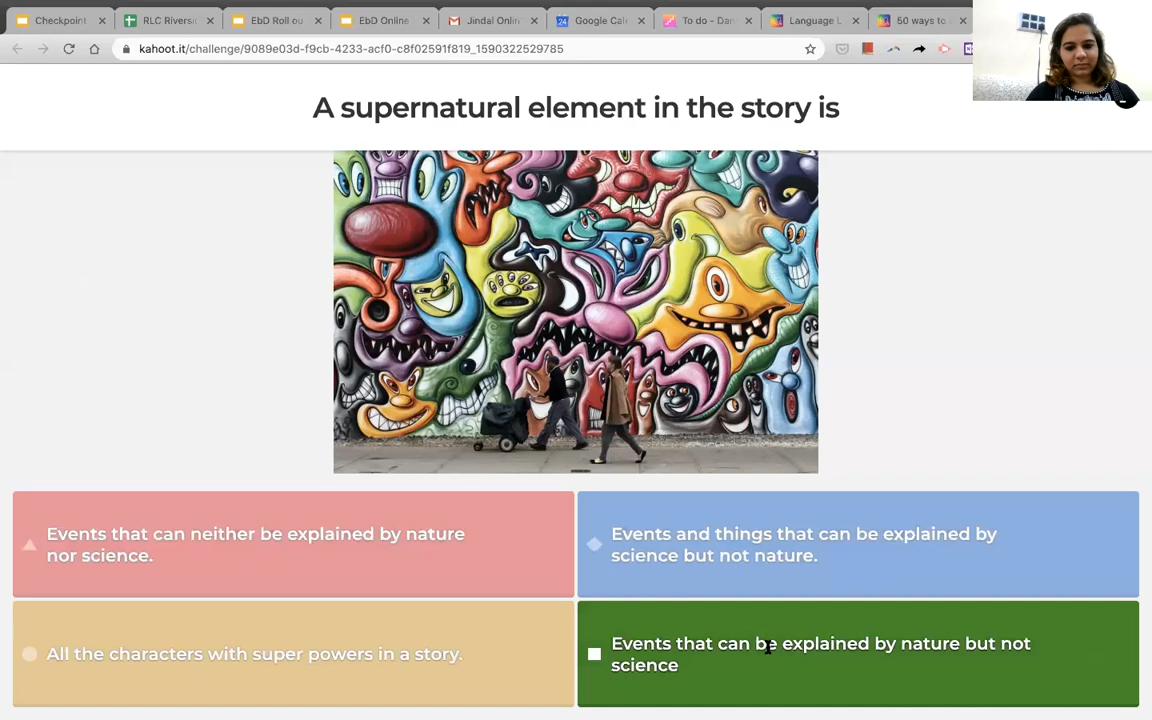 Checkpoint
RLC Riversi
EbD Roll ou
EbD Online
Jindal Onlin
Google Cal
To do - Dan
Language L
50 ways to
kahoot.it/challenge/9089e03d-f9cb-4233-acf0-c8f02591f819_1590322529785
A supernatural element in the story is
Events that can neither be explained by nature
nor science.
Events and things that can be explained by
science but not nature.
All the characters with super powers in a story.
Events that can be explained by nature but not
science